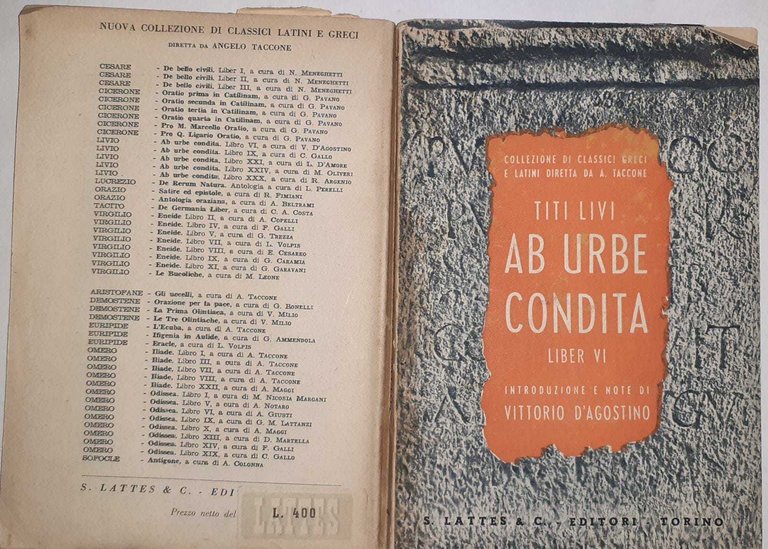 NUOVA COLLEZIONE DI CLASSICI LATINI E GRECI
DIRETTA DA ANGELO TACCONE
CESARE - De bello civili. Liber I, a cura di N. MENEGHETTI
CESARE - De bello civili. Liber II, a cura di N. MENEGHETTI
CESARE - De bello civili. Liber III, a cura di N. MENEGHETTI
CICERONE - Oratio prima in Catilinam, a cura di G. PAVANO
CICERONE - Oratio secunda in Catilinam, a cura di G. PAVANO
CICERONE - Oratio tertia in Catilinam, a cura di G. PAVANO
CICERONE - Oratio quarta in Catilinam, a cura di G. PAVANO
CICERONE - Pro M. Marcello Oratio, a cura di G. PAVANO
CICERONE - Pro Q. Ligario Oratio, a cura di G. PAVANO
LIVIO - Ab urbe condita. Libro VI, a cura di V. D'AGOSTINO
LIVIO - Ab urbe condita. Libro IX, a cura di C. GALLO
LIVIO - Ab urbe condita. Libro XXI, a cura di L. D'AMORE
LIVIO - Ab urbe condita. Libro XXIV, a cura di M. OLIVERI
LIVIO - Ab urbe condita. Libro XXX, a cura di R. ARGENIO
LUCREZIO - De Rerum Natura. Antologia a cura di L. PERELLI
ORAZIO - Satire ed epistole, a cura di R. FIMIANI
ORAZIO - Antologia oraziana, a cura di A. BELTRAMI
TACITO - De Germania Liber, a cura di C. A. COSTA
VIRGILIO - Eneide. Libro II, a cura di A. COPELLI
VIRGILIO - Eneide. Libro IV, a cura di F. GALLI
VIRGILIO - Eneide. Libro V, a cura di G. TREZZA
VIRGILIO - Eneide. Libro VII, a cura di L. VOLPIS
VIRGILIO - Eneide. Libro VIII, a cura di E. CESAREO
VIRGILIO - Eneide. Libro IX, a cura di G. CARAMIA
VIRGILIO - Eneide. Libro XI, a cura di G. GARAVANI
VIRGILIO - Le Bucoliche, a cura di M. LEONE
ARISTOFANE - Gli uccelli, a cura di A. TACCONE
DEMOSTENE - Orazione per la pace, a cura di G. BONELLI
DEMOSTENE - La Prima Olintiaca, a cura di V. MILIO
DEMOSTENE - Le Tre Olintiache, a cura di V. MILIO
EURIPIDE - L'Ecuba, a cura di A. TACCONE
EURIPIDE - Ifigenia in Aulide, a cura di G. AMMENDOLA
EURIPIDE - Eracle, a cura di L. VOLPIS
OMERO - Iliade. Libro I, a cura di A. TACCONE
OMERO - Iliade. Libro III, a cura di A. TACCONE
OMERO - Iliade. Libro VII, a cura di A. TACCONE
OMERO - Iliade. Libro VIII, a cura di A. TACCONE
OMERO - Iliade. Libro XXII, a cura di A. MAGGI
OMERO - Odissea. Libro I, a cura di M. NICOSIA MARGANI
OMERO - Odissea. Libro V, a cura di A. NOTARO
OMERO - Odissea. Libro VI, a cura di A. GIUSTI
OMERO - Odissea. Libro IX, a cura di G. M. LATTANZI
OMERO - Odissea. Libro X, a cura di A. MAGGI
OMERO - Odissea. Libro XIII, a cura di D. MARTELLA
OMERO - Odissea. Libro XIV, a cura di F. GALLI
OMERO - Odissea. Libro XIX, a cura di C. GALLO
SOFOCLE - Antigone, a cura di A. COLONNA
S. LATTES & C. - EDI
Prezzo netto del
LATTES
L. 400
COLLEZIONE DI CLASSICI GRECI
E LATINI DIRETTA DA A. TACCONE
TITI LIVI
AB URBE
CONDITA
LIBER VI
INTRODUZIONE E NOTE DI
VITTORIO D'AGOSTINO
S. LATTES & C. - EDITORI - TORINO